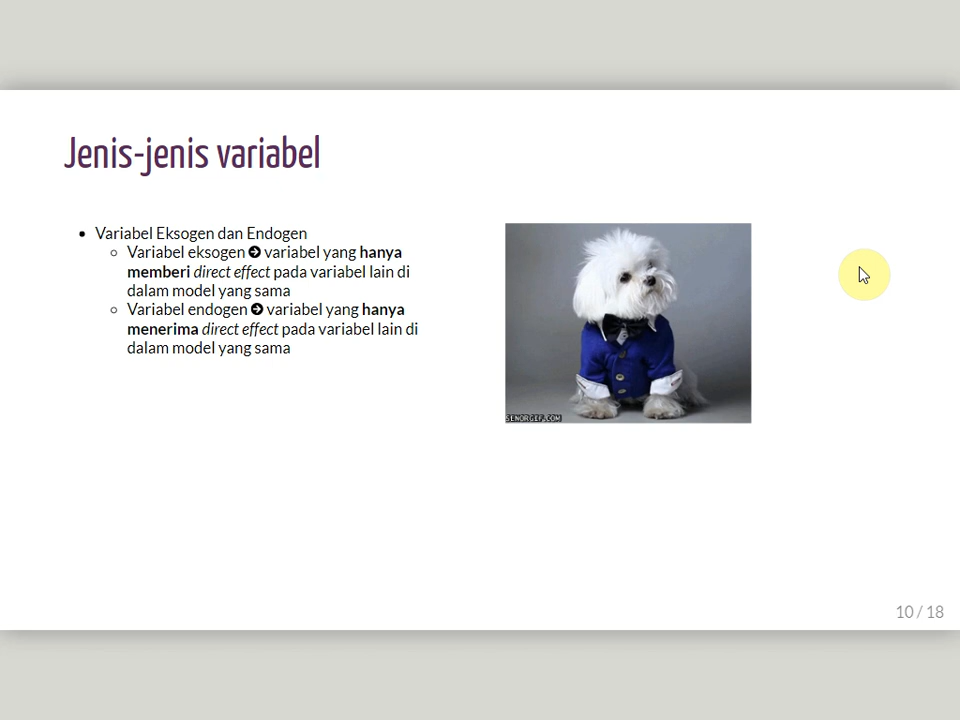 Jenis-jenis variabel
Variabel Eksogen dan Endogen
Variabel eksogen variabel yang hanya
memberi direct effect pada variabel lain di
dalam model yang sama
Variabel endogen variabel yang hanya
menerima direct effect pada variabel lain di
dalam model yang sama
SENORGIF.COM
10 / 18